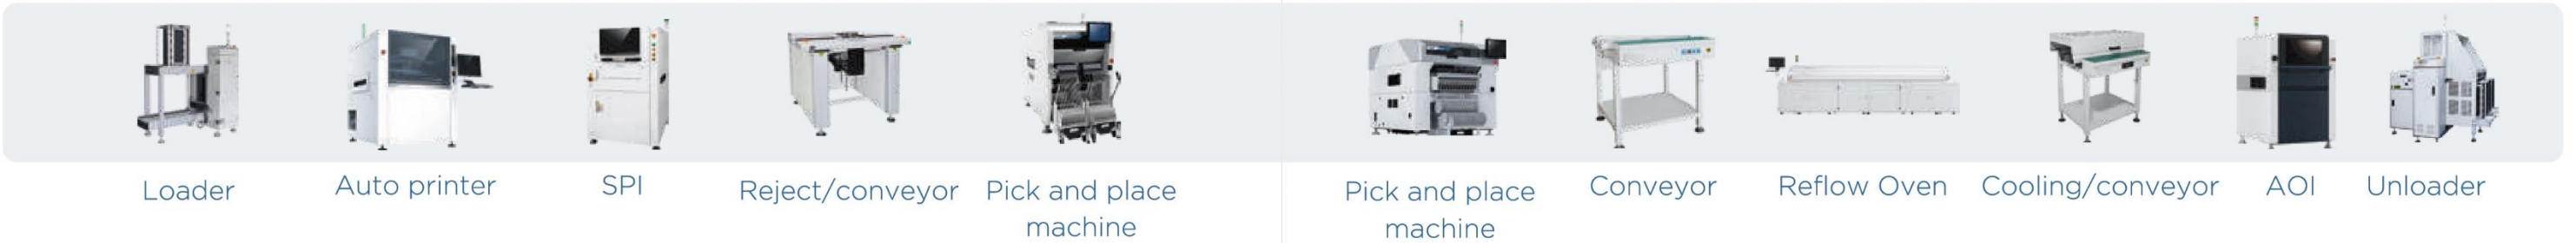 Loader
Auto printer
SPI
Reject/conveyor
Pick and place
machine
Pick and place
machine
Conveyor
Reflow Oven
Cooling/conveyor
AOI
Unloader